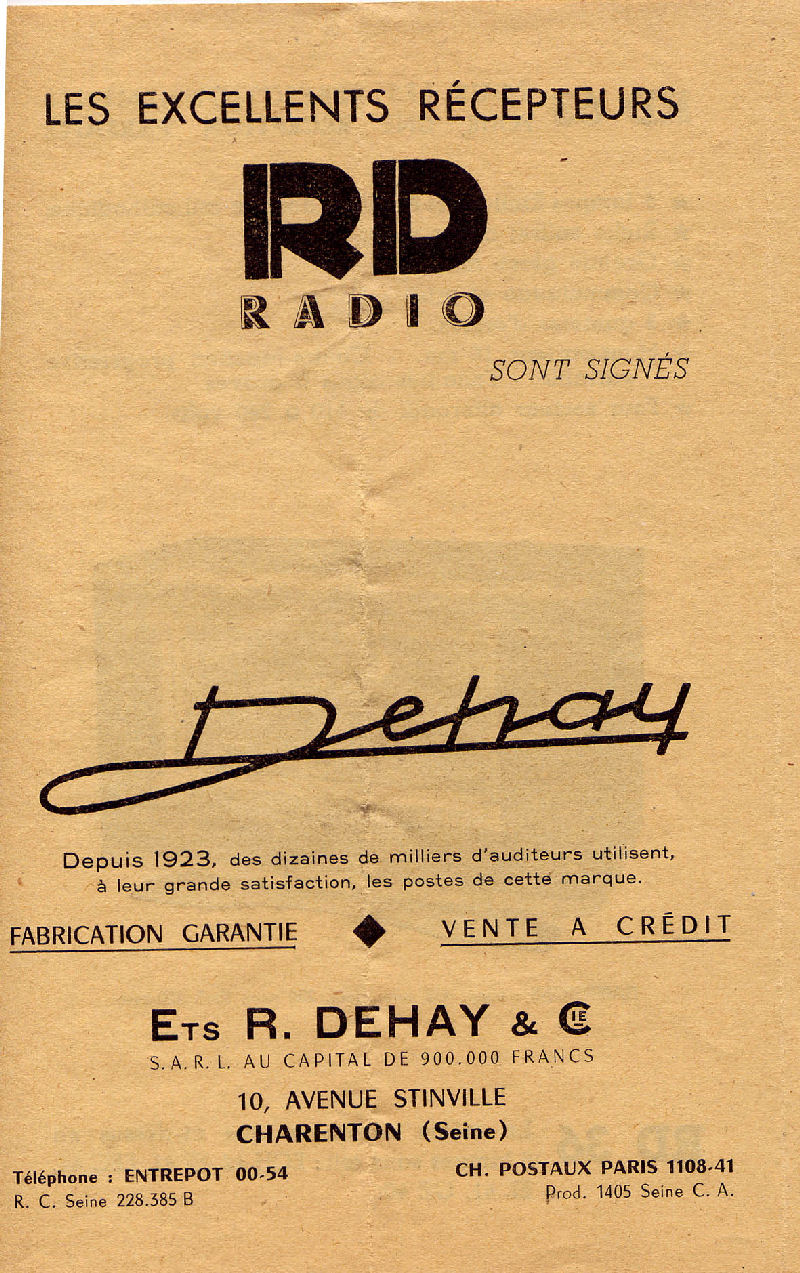 LES EXCELLENTS RÉCEPTEURS
RD
RADIO
SONT SIGNÉS
Dehay
Depuis 1923, des dizaines de milliers d'auditeurs utilisent,
à leur grande satisfaction, les postes de cette marque.
FABRICATION GARANTIE ◆ VENTE A CRÉDIT
ETS R. DEHAY & CIE
S.A.R.L. AU CAPITAL DE 900.000 FRANCS
10, AVENUE STINVILLE
CHARENTON (Seine)
Téléphone : ENTREPOT 00-54
R. C. Seine 228.385 B
CH. POSTAUX PARIS 1108-41
Prod. 1405 Seine C. A.